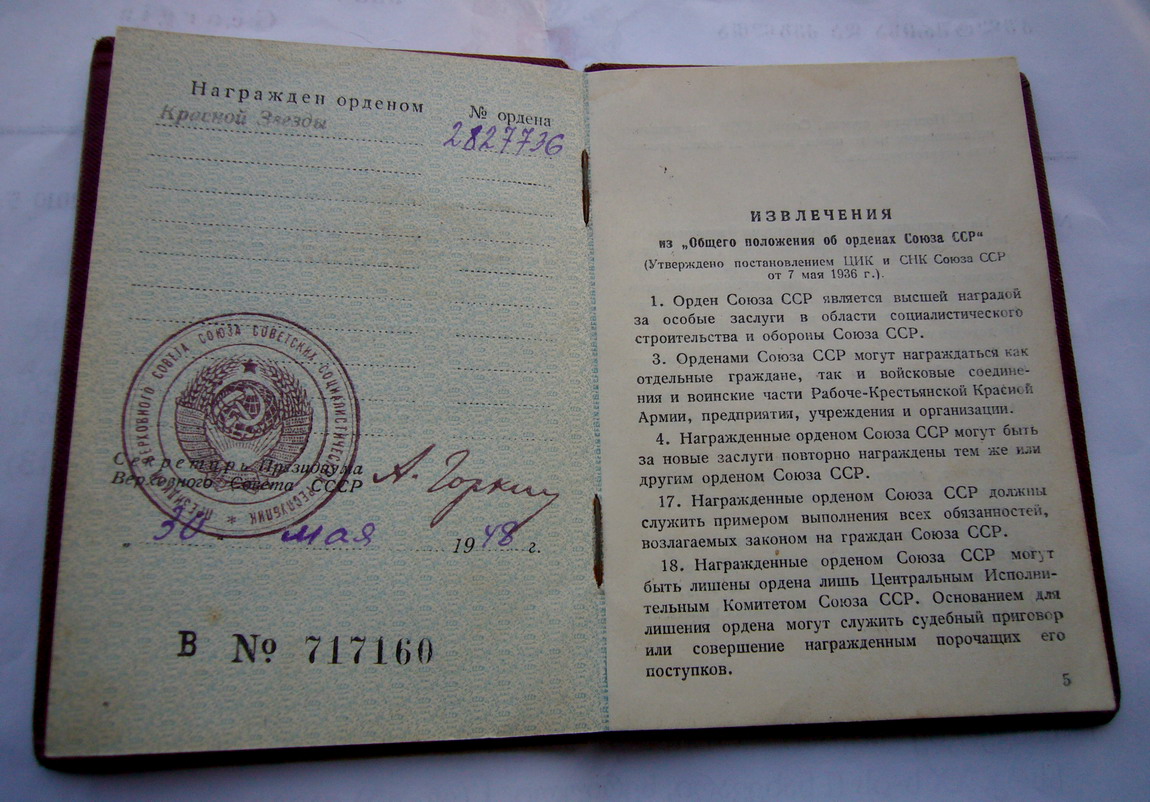 Награжден орденом
№ ордена
Красной Звезды
2827736
ВЕРХОВНОГО СОВЕТА СОЮЗА СОВЕТСКИХ СОЦИАЛИСТИЧЕС РЕСПУБЛИК * ПРЕЗИ
Секретарь Президиума
Верховного Совета СССР
А. Горкин
„ 30 мая 1948 г.
В № 717160
ИЗВЛЕЧЕНИЯ
из „Общего положения об орденах Союза ССР“
(Утверждено постановлением ЦИК и СНК Союза ССР
от 7 мая 1936 г.).
1. Орден Союза ССР является высшей наградой
за особые заслуги в области социалистического
строительства и обороны Союза ССР.
3. Орденами Союза ССР могут награждаться как
отдельные граждане, так и войсковые соедине-
ния и воинские части Рабоче-Крестьянской Красной
Армии, предприятия, учреждения и организации.
4. Награжденные орденом Союза ССР могут быть
за новые заслуги повторно награждены тем же или
другим орденом Союза ССР.
17. Награжденные орденом Союза ССР должны
служить примером выполнения всех обязанностей,
возлагаемых законом на граждан Союза ССР.
18. Награжденные орденом Союза ССР могут
быть лишены ордена лишь Центральным Исполни-
тельным Комитетом Союза ССР. Основанием для
лишения ордена могут служить судебный приговор
или совершение награжденным порочащих его
поступков.
5